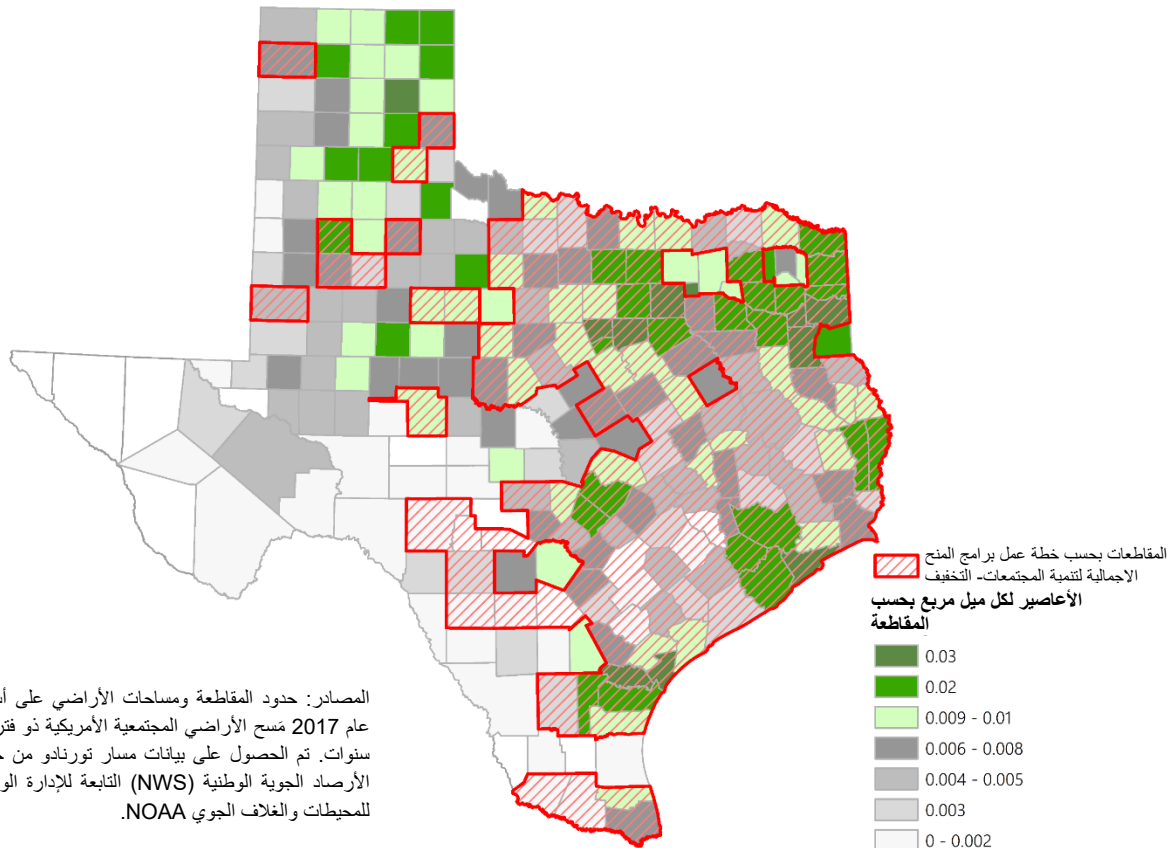 المقاطعات بحسب خطة عمل برامج المنح
الاجمالية لتنمية المجتمعات- التخفيف
الأعاصير لكل ميل مربع بحسب
المقاطعة
0.03
0.02
0.009 - 0.01
0.006 - 0.008
0.004 - 0.005
0.003
0 - 0.002
المصادر: حدود المقاطعة ومساحات الأراضي على
عام 2017 مَسح الأراضي المجتمعية الأمريكية ذو
سنوات. تم الحصول على بيانات مسار تورنادو من
الأرصاد الجوية الوطنية (NWS) التابعة للإدارة
للمحيطات والغلاف الجوي NOAA.